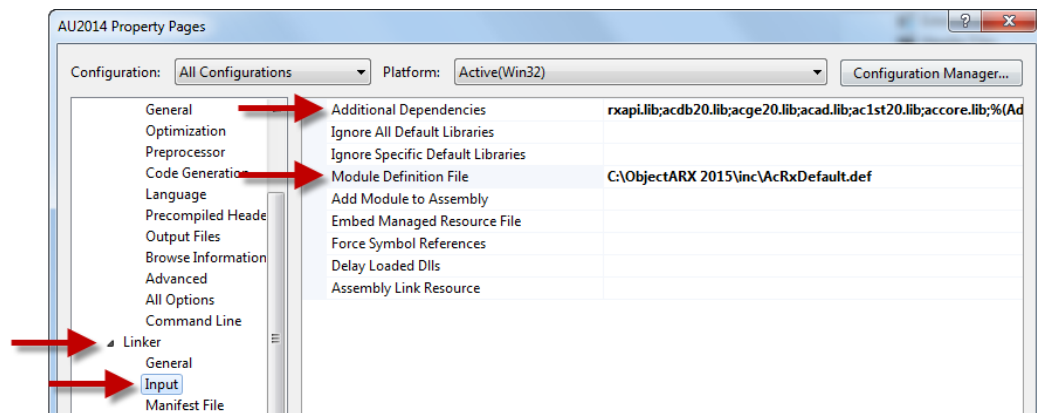 AU2014 Property Pages
Configuration: All Configurations Platform: Active(Win32) Configuration Manager...
General
Optimization
Preprocessor
Code Generation
Language
Precompiled Heade
Output Files
Browse Information
Advanced
All Options
Command Line
Linker
General
Input
Manifest File
Additional Dependencies rxapi.lib;acdb20.lib;acge20.lib;acad.lib;ac1st20.lib;accore.lib;%(Ad
Ignore All Default Libraries
Ignore Specific Default Libraries
Module Definition File C:\ObjectARX 2015\inc\AcRxDefault.def
Add Module to Assembly
Embed Managed Resource File
Force Symbol References
Delay Loaded Dlls
Assembly Link Resource